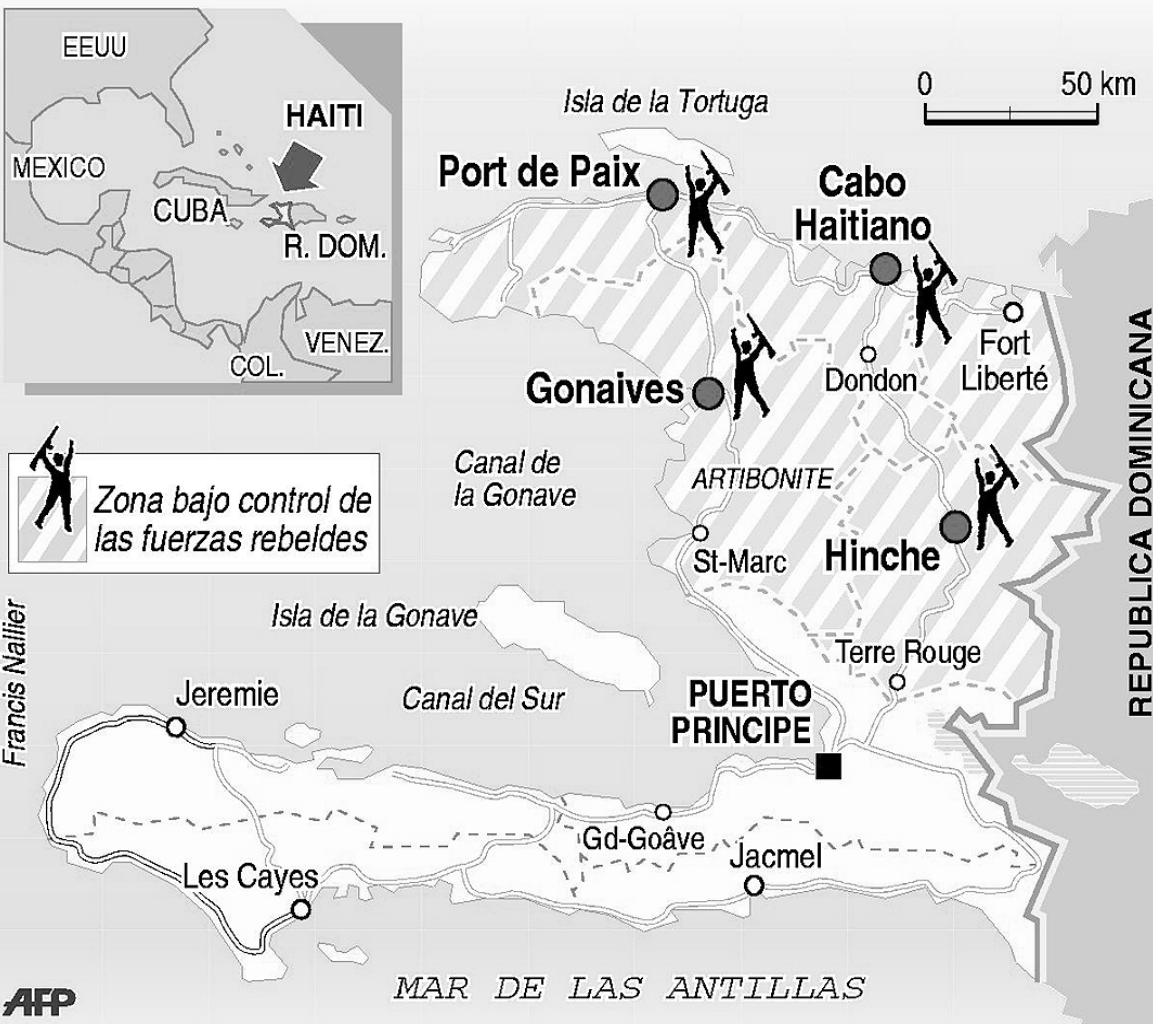 EEUU
HAITI
MEXICO
CUBA
R. DOM.
VENEZ.
COL.
0 50 km
Isla de la Tortuga
Port de Paix
Cabo
Haitiano
Fort
Liberté
Dondon
Gonaives
Canal de
la Gonave
ARTIBONITE
Zona bajo control de
las fuerzas rebeldes
REPUBLICA DOMINICANA
St-Marc
Hinche
Isla de la Gonave
Terre Rouge
Francis Nallier
Jeremie
Canal del Sur
PUERTO
PRINCIPE
Gd-Goâve
Jacmel
Les Cayes
MAR DE LAS ANTILLAS
AFP